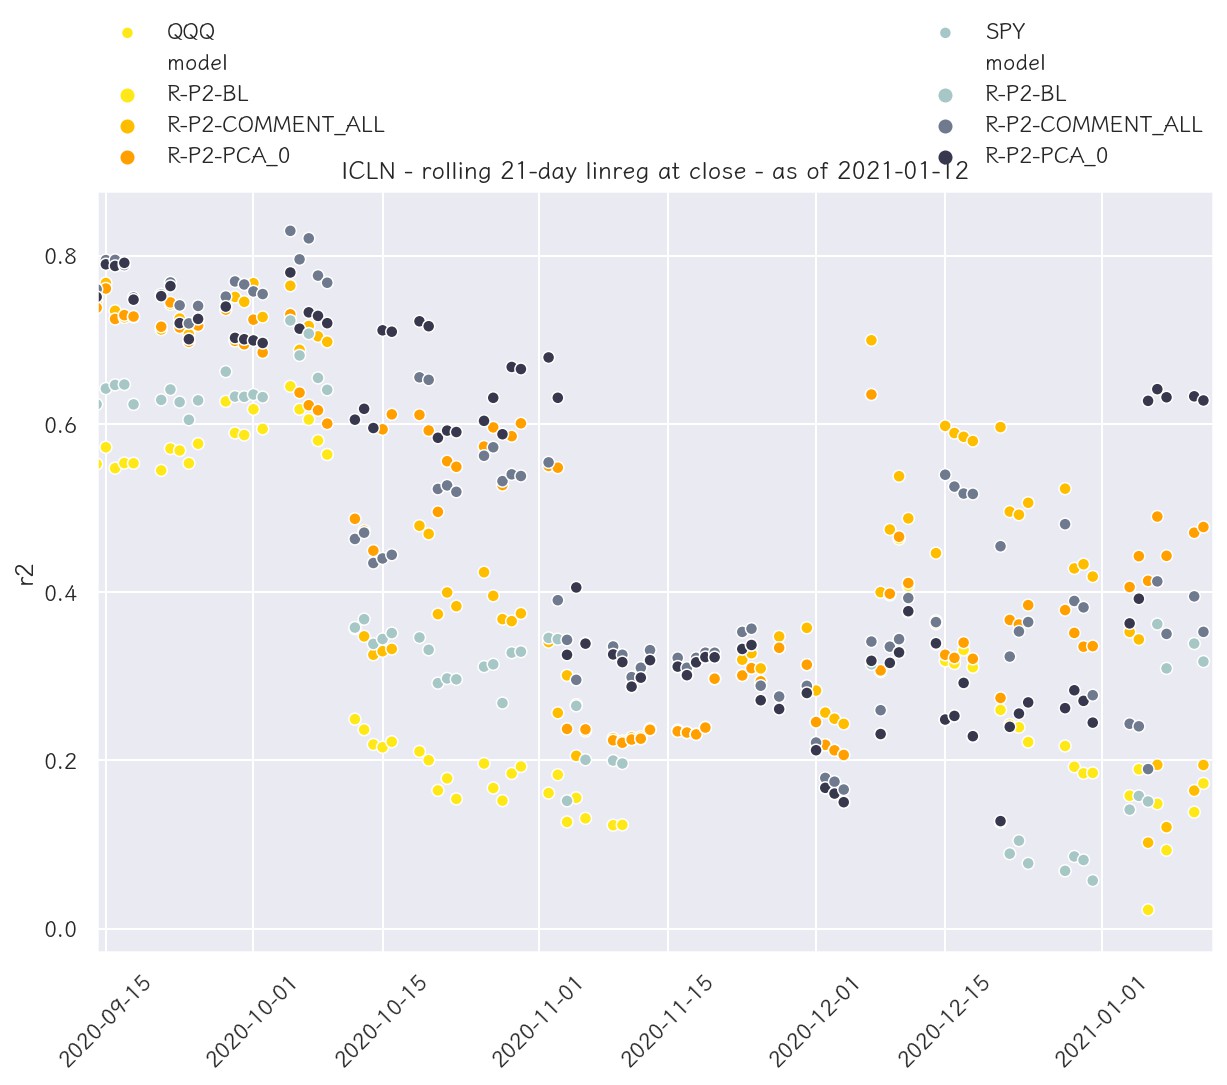 QQQ
model
R-P2-BL
R-P2-COMMENT_ALL
R-P2-PCA_0
SPY
model
R-P2-BL
R-P2-COMMENT_ALL
R-P2-PCA_0
ICLN - rolling 21-day linreg at close - as of 2021-01-12
r2
0.8
0.6
0.4
0.2
0.0
2020-09-15
2020-10-01
2020-10-15
2020-11-01
2020-11-15
2020-12-01
2020-12-15
2021-01-01